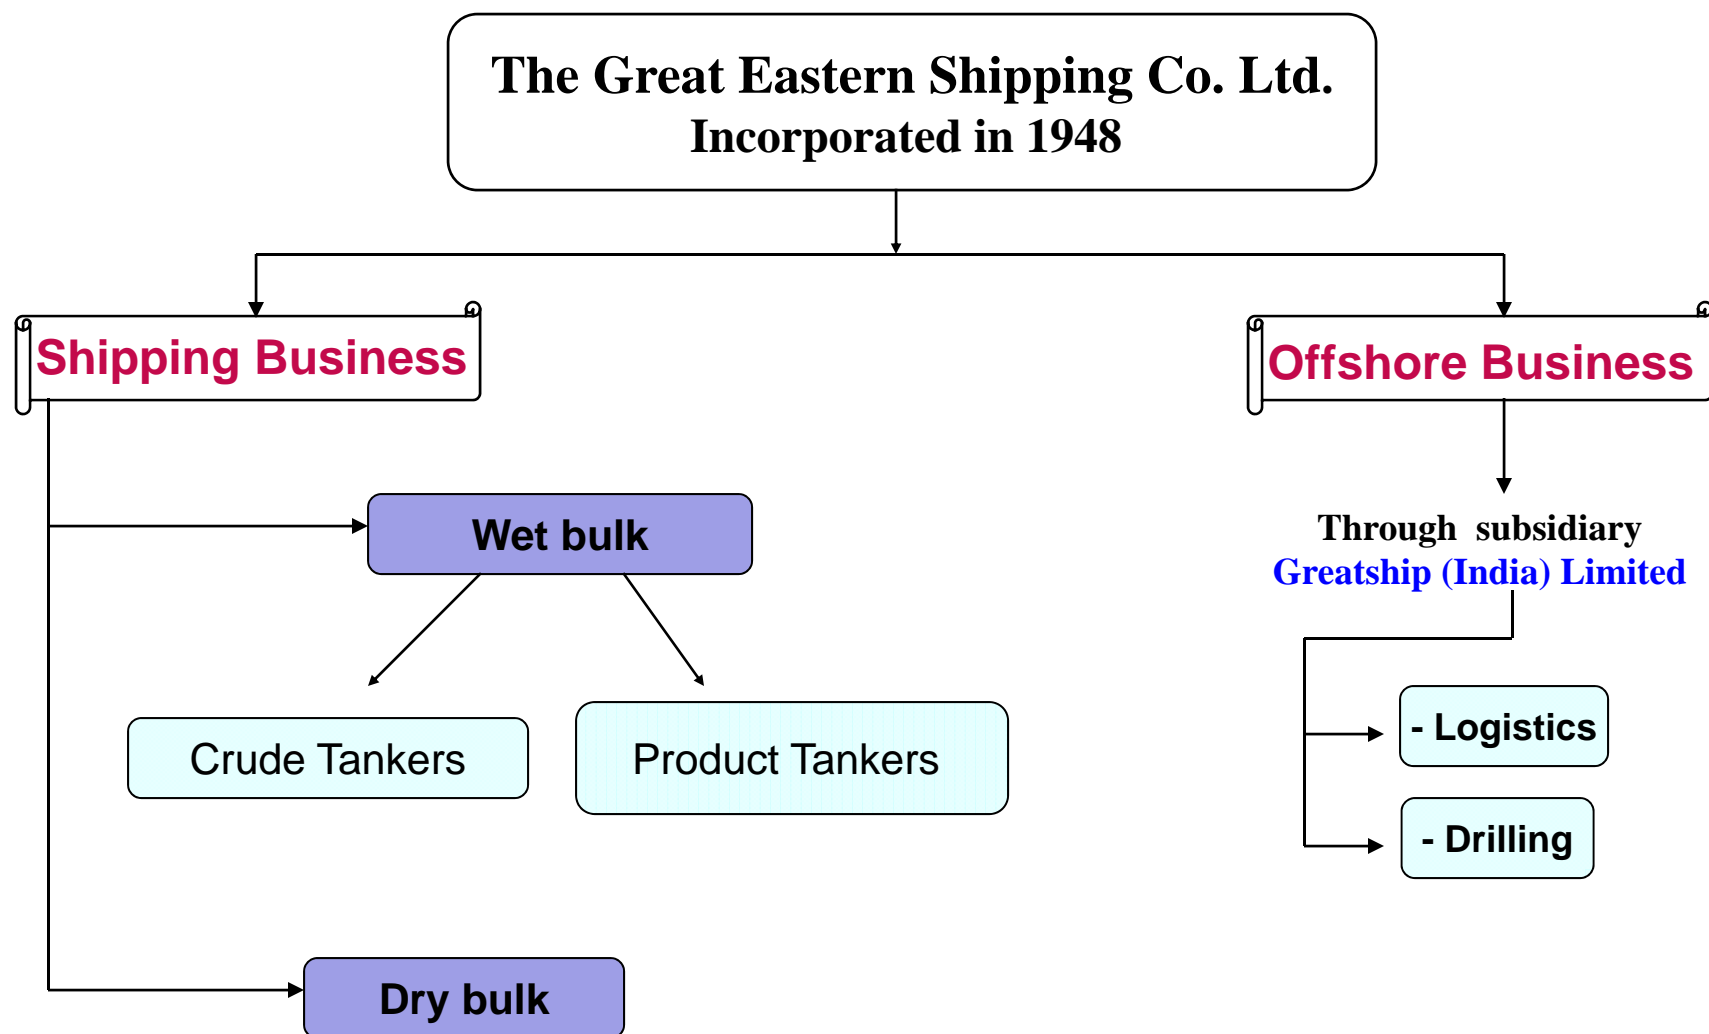 The Great Eastern Shipping Co. Ltd.
Incorporated in 1948
Shipping Business
Offshore Business
Wet bulk
Through subsidiary
Greatship (India) Limited
Crude Tankers
Product Tankers
- Logistics
- Drilling
Dry bulk